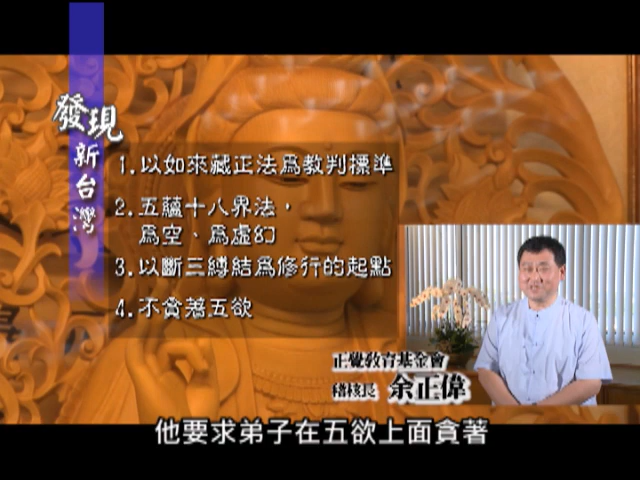 發現
新台灣
1.以如來藏正法為教判標準
2.五蘊十八界法，
為空、為虛幻
3.以斷三縛結為修行的起點
4.不貪著五欲
正覺教育基金會
稽核長 余正偉
他要求弟子在五欲上面貪著